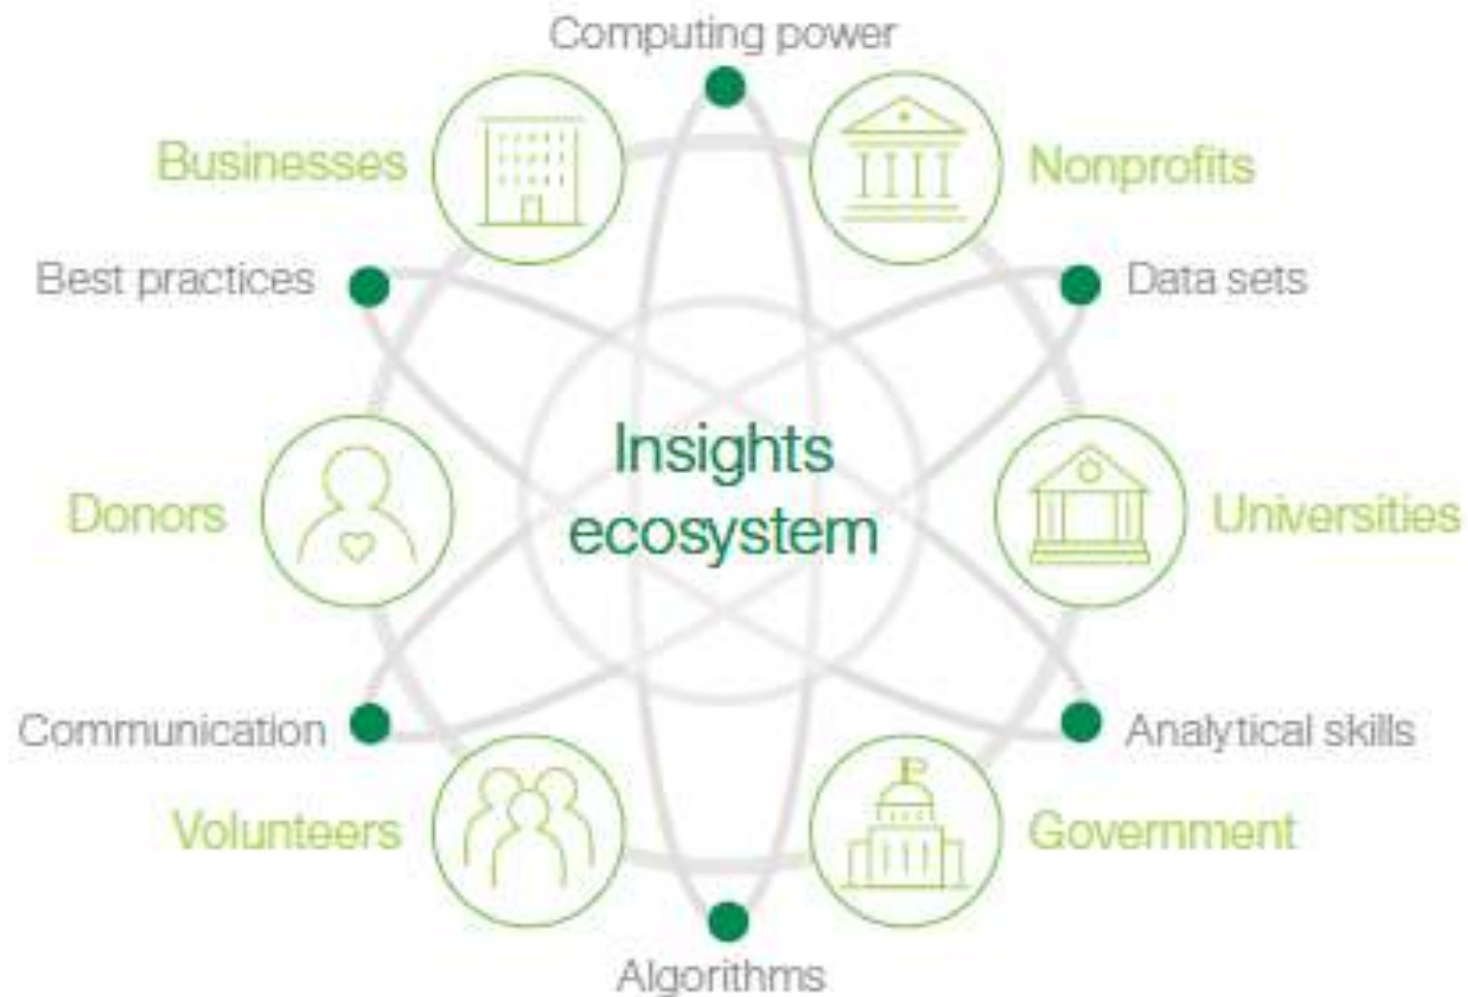 Computing power
Businesses
Nonprofits
Best practices
Data sets
Insights
ecosystem
Donors
Universities
Communication
Analytical skills
Volunteers
Government
Algorithms